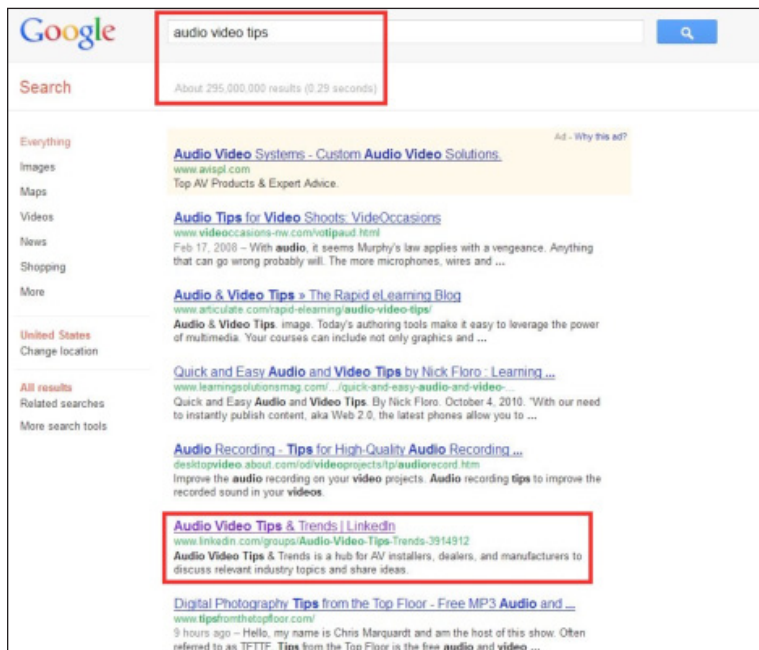 Google
audio video tips
Search
About 295,000,000 results (0.29 seconds)
Everything
Images
Maps
Videos
News
Shopping
More
United States
Change location
All results
Related searches
More search tools
Ad - Why this ad?
Audio Video Systems - Custom Audio Video Solutions.
www.avispl.com
Top AV Products & Expert Advice.
Audio Tips for Video Shoots: VideOccasions
www.videoccasions-nw.com/votipaud.html
Feb 17, 2008 – With audio, it seems Murphy's law applies with a vengeance. Anything
that can go wrong probably will. The more microphones, wires and ...
Audio & Video Tips » The Rapid eLearning Blog
www.articulate.com/rapid-elearning/audio-video-tips/
Audio & Video Tips. image. Today's authoring tools make it easy to leverage the power
of multimedia. Your courses can include not only graphics and ...
Quick and Easy Audio and Video Tips by Nick Floro : Learning ...
www.learningsolutionsmag.com/.../quick-and-easy-audio-and-video-...
Quick and Easy Audio and Video Tips. By Nick Floro. October 4, 2010. "With our need
to instantly publish content, aka Web 2.0, the latest phones allow you to ...
Audio Recording - Tips for High-Quality Audio Recording ...
desktopvideo.about.com/od/videoprojects/tp/audiorecord.htm
Improve the audio recording on your video projects. Audio recording tips to improve the
recorded sound in your videos.
Audio Video Tips & Trends | LinkedIn
www.linkedin.com/groups/Audio-Video-Tips-Trends-3914912
Audio Video Tips & Trends is a hub for AV installers, dealers, and manufacturers to
discuss relevant industry topics and share ideas.
Digital Photography Tips from the Top Floor - Free MP3 Audio and ...
www.tipsfromthetopfloor.com/
9 hours ago – Hello, my name is Chris Marquardt and am the host of this show. Often
referred to as TFTTF, Tips from the Top Floor is the free audio and video ...